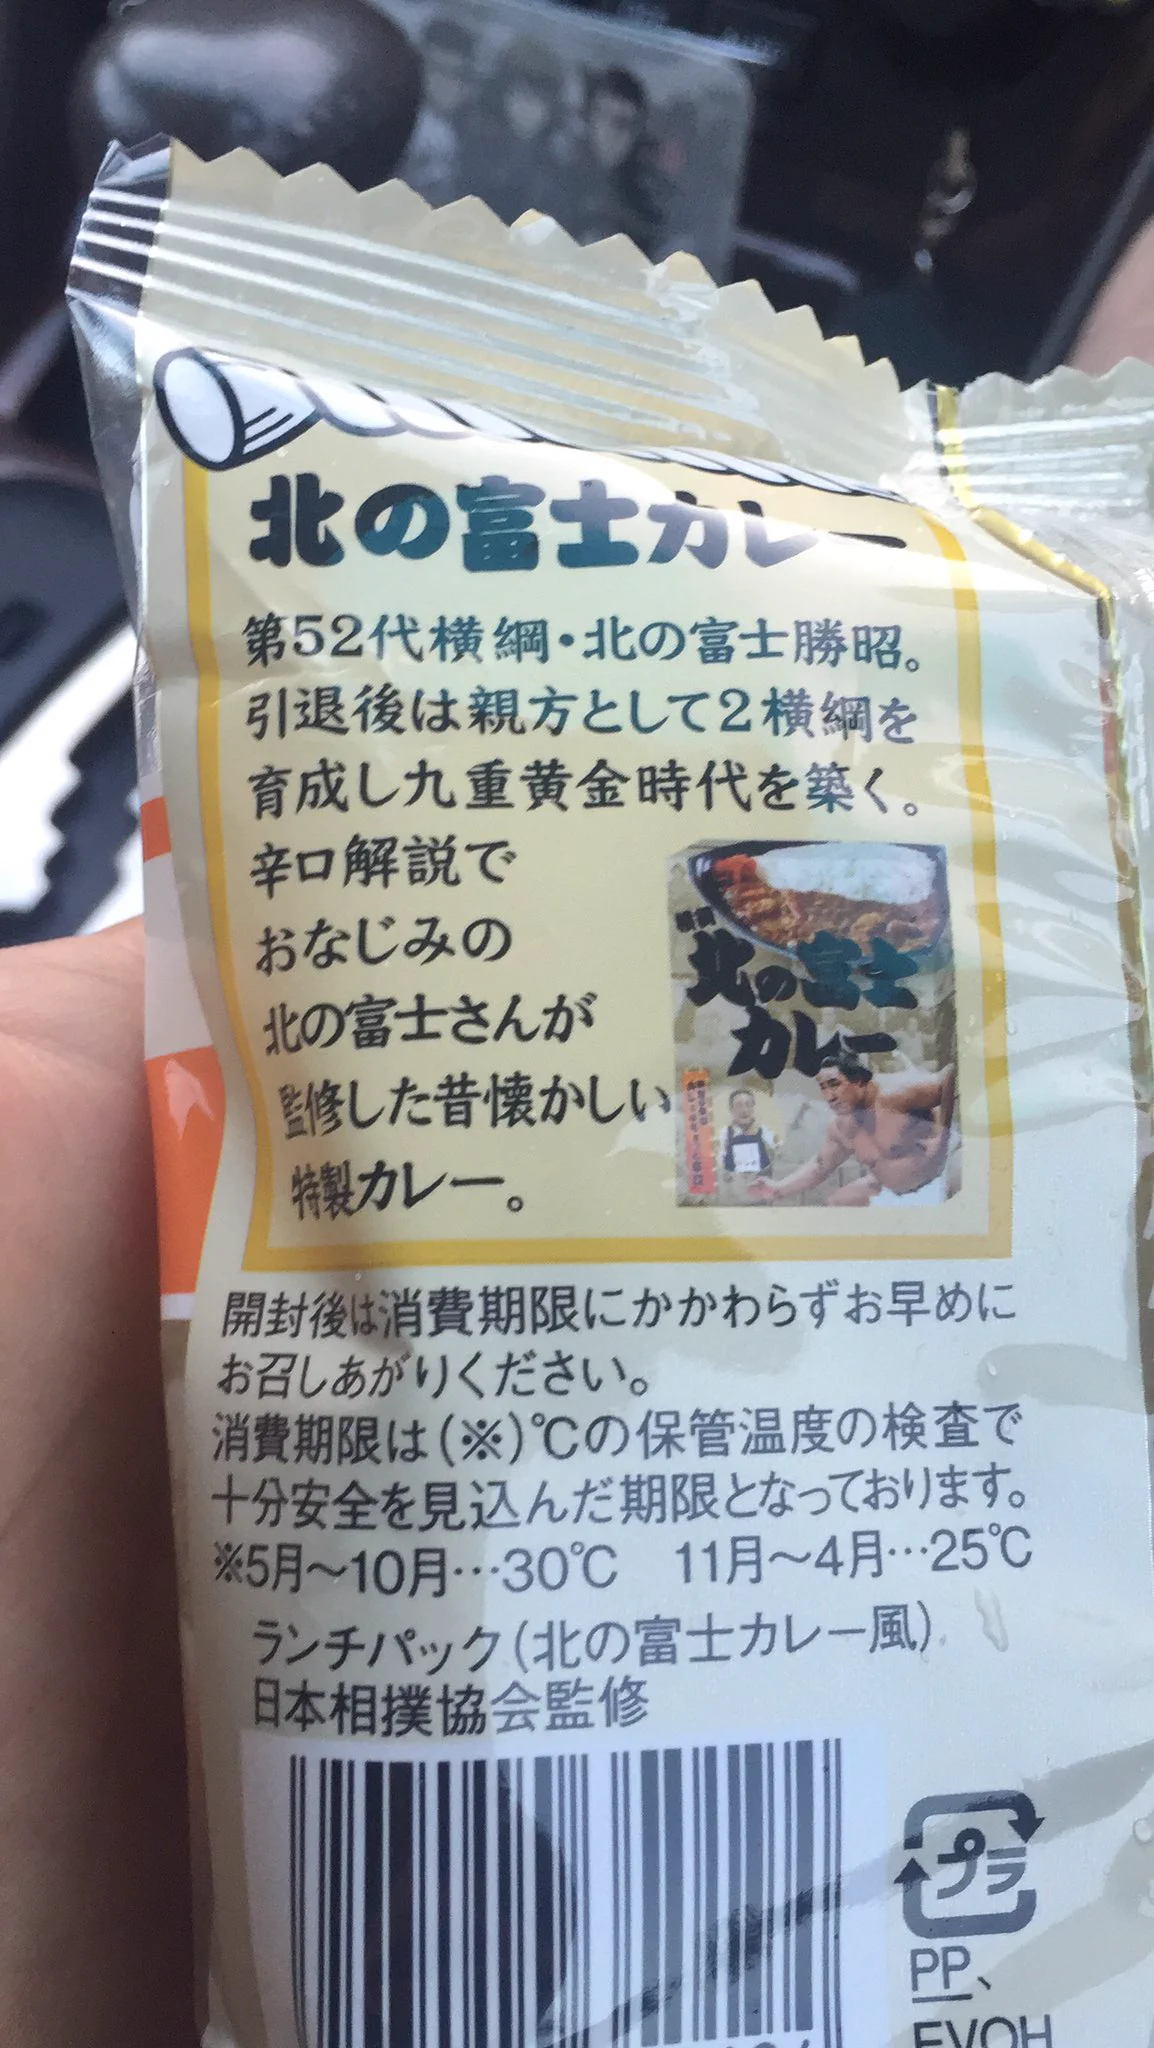 北の富士カレー
第52代横綱・北の富士勝昭。
引退後は親方として2横綱を
育成し九重黄金時代を築く。
辛口解説で
おなじみの
北の富士さんが
監修した昔懐かしい
特製カレー。
北の富士
カレー
開封後は消費期限にかかわらずお早めに
お召しあがりください。
消費期限は(※)℃の保管温度の検査で
十分安全を見込んだ期限となっております。
※5月〜10月…30℃ 11月〜4月…25℃
ランチパック(北の富士カレー風)
日本相撲協会監修
プラ
PP、
EVOH